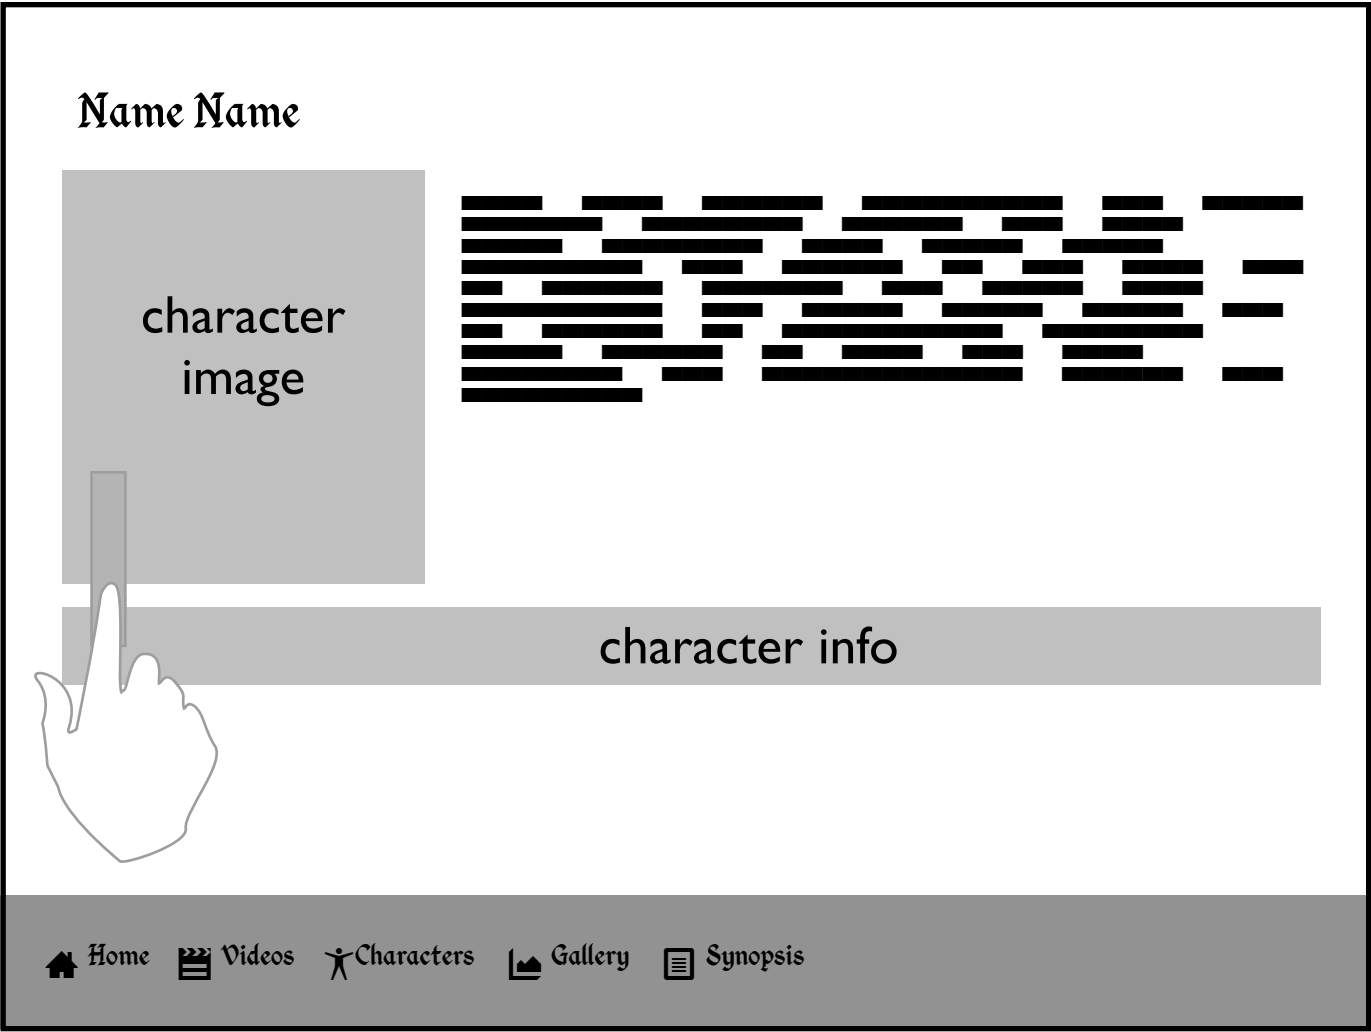 Name Name
character
image
character info
Home Videos Characters Gallery Synopsis